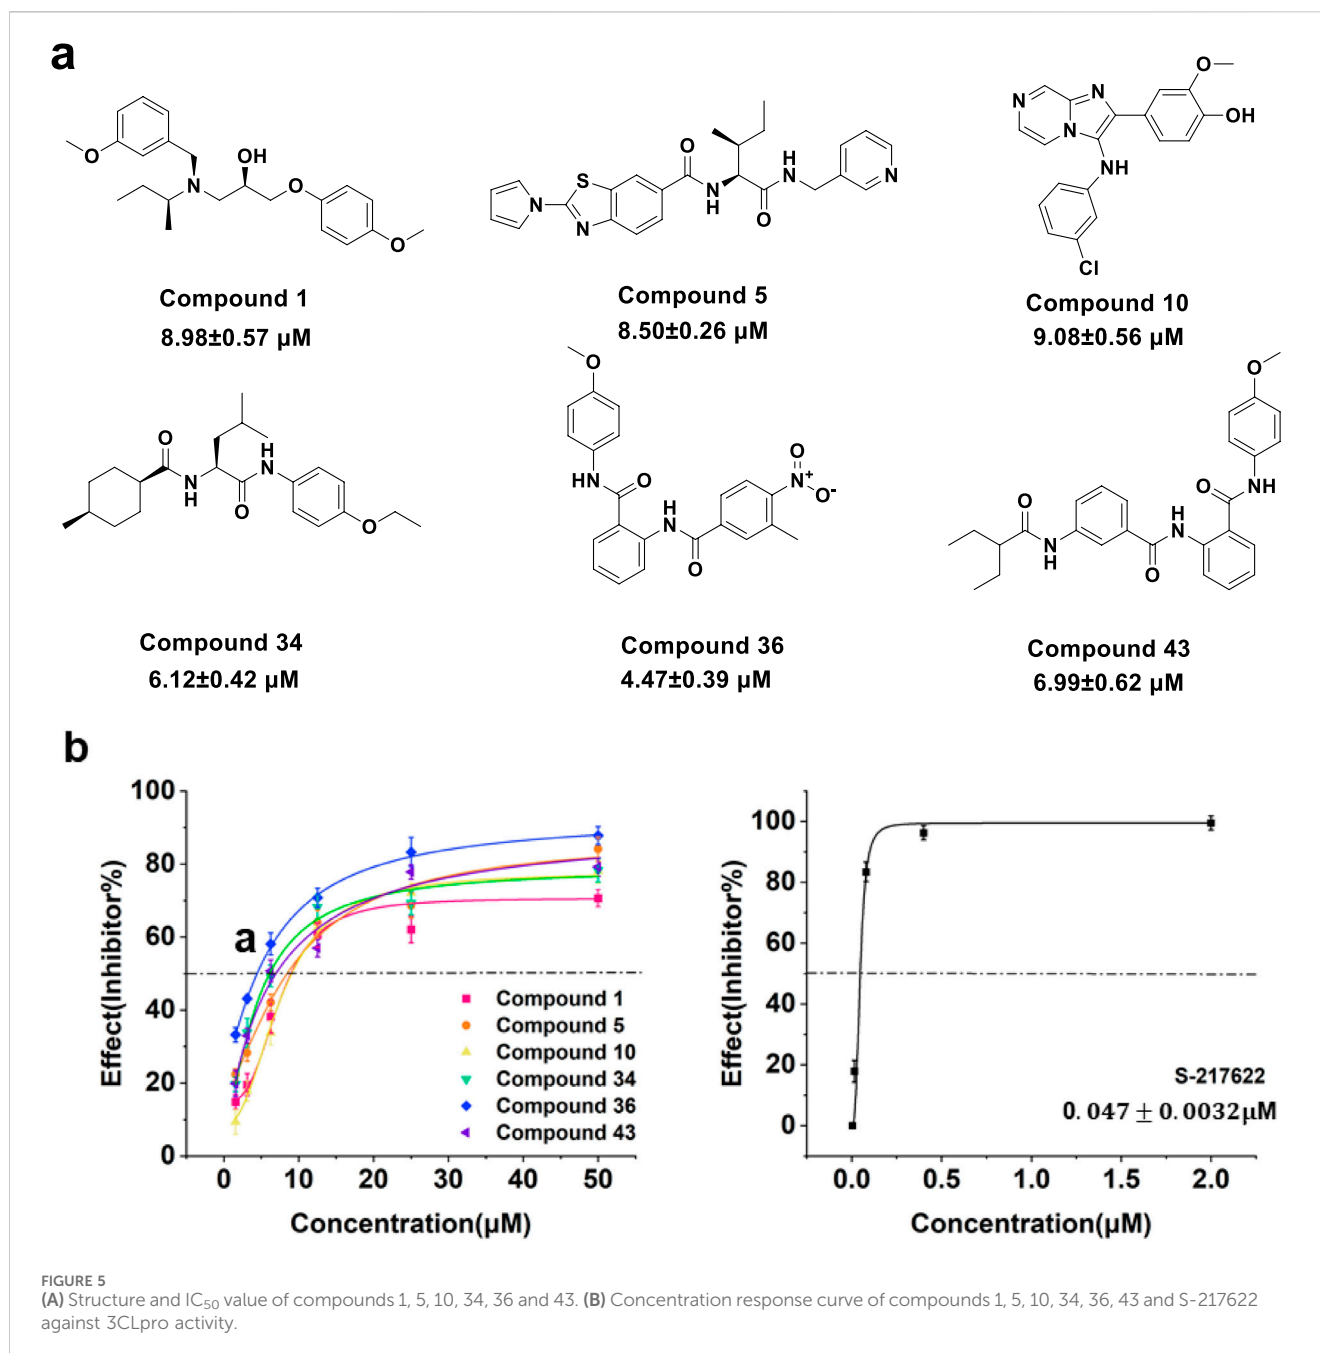 a
O
OH
N
O
O
Compound 1
8.98±0.57 µM
N
S
N
O
N
H
O
H
N
N
Compound 5
8.50±0.26 µM
N
N
N
O
OH
NH
Cl
Compound 10
9.08±0.56 µM
O
N
H
O
H
N
O
Compound 34
6.12±0.42 µM
O
NH
O
H
N
O
O
N+
O-
Compound 36
4.47±0.39 µM
O
NH
O
H
N
O
O
N
H
Compound 43
6.99±0.62 µM
b
Effect(Inhibitor%)
100
80
60
40
20
0
a
Compound 1
Compound 5
Compound 10
Compound 34
Compound 36
Compound 43
0 10 20 30 40 50
Concentration(µM)
Effect(Inhibitor%)
100
80
60
40
20
0
S-217622
0.047 ± 0.0032µM
0.0 0.5 1.0 1.5 2.0
Concentration(µM)
FIGURE 5
(A) Structure and IC50 value of compounds 1, 5, 10, 34, 36 and 43. (B) Concentration response curve of compounds 1, 5, 10, 34, 36, 43 and S-217622
against 3CLpro activity.